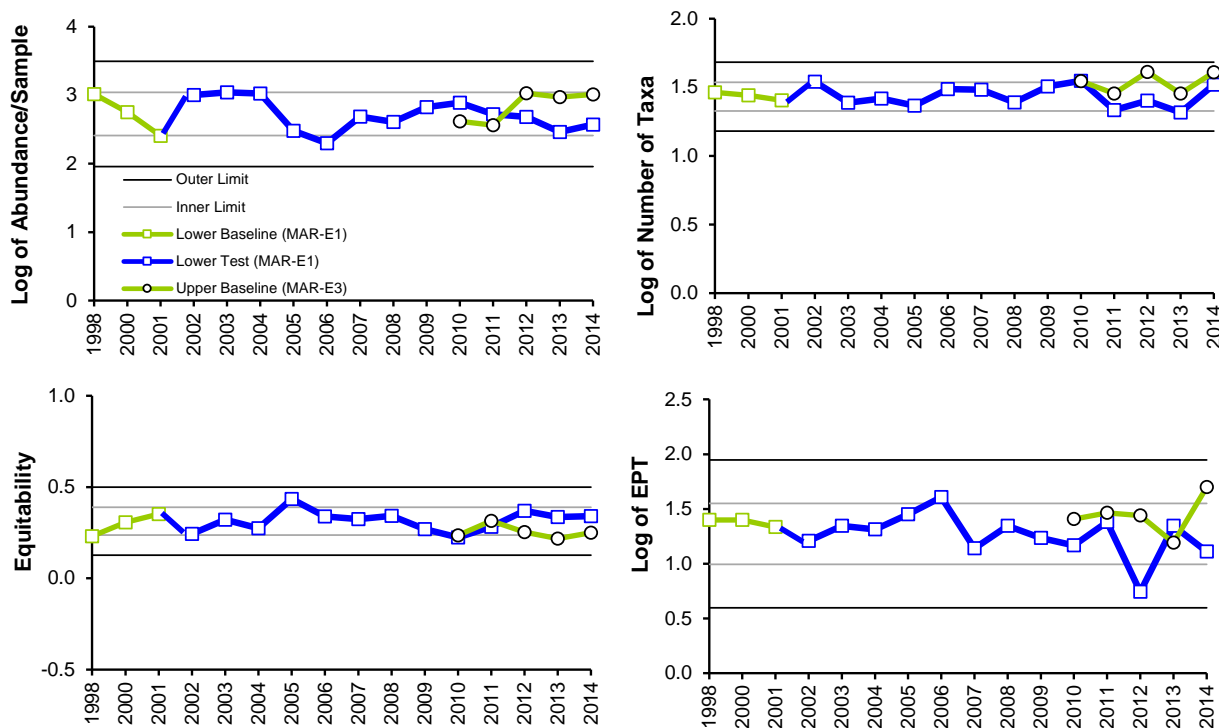 Log of Abundance/Sample
4
3
2
1
0
Outer Limit
Inner Limit
Lower Baseline (MAR-E1)
Lower Test (MAR-E1)
Upper Baseline (MAR-E3)
1998 2000 2001 2002 2003 2004 2005 2006 2007 2008 2009 2010 2011 2012 2013 2014
Log of Number of Taxa
2.0
1.5
1.0
0.5
0.0
1998 2000 2001 2002 2003 2004 2005 2006 2007 2008 2009 2010 2011 2012 2013 2014
Equitability
1.0
0.5
0.0
-0.5
1998 2000 2001 2002 2003 2004 2005 2006 2007 2008 2009 2010 2011 2012 2013 2014
Log of EPT
2.5
2.0
1.5
1.0
0.5
0.0
1998 2000 2001 2002 2003 2004 2005 2006 2007 2008 2009 2010 2011 2012 2013 2014